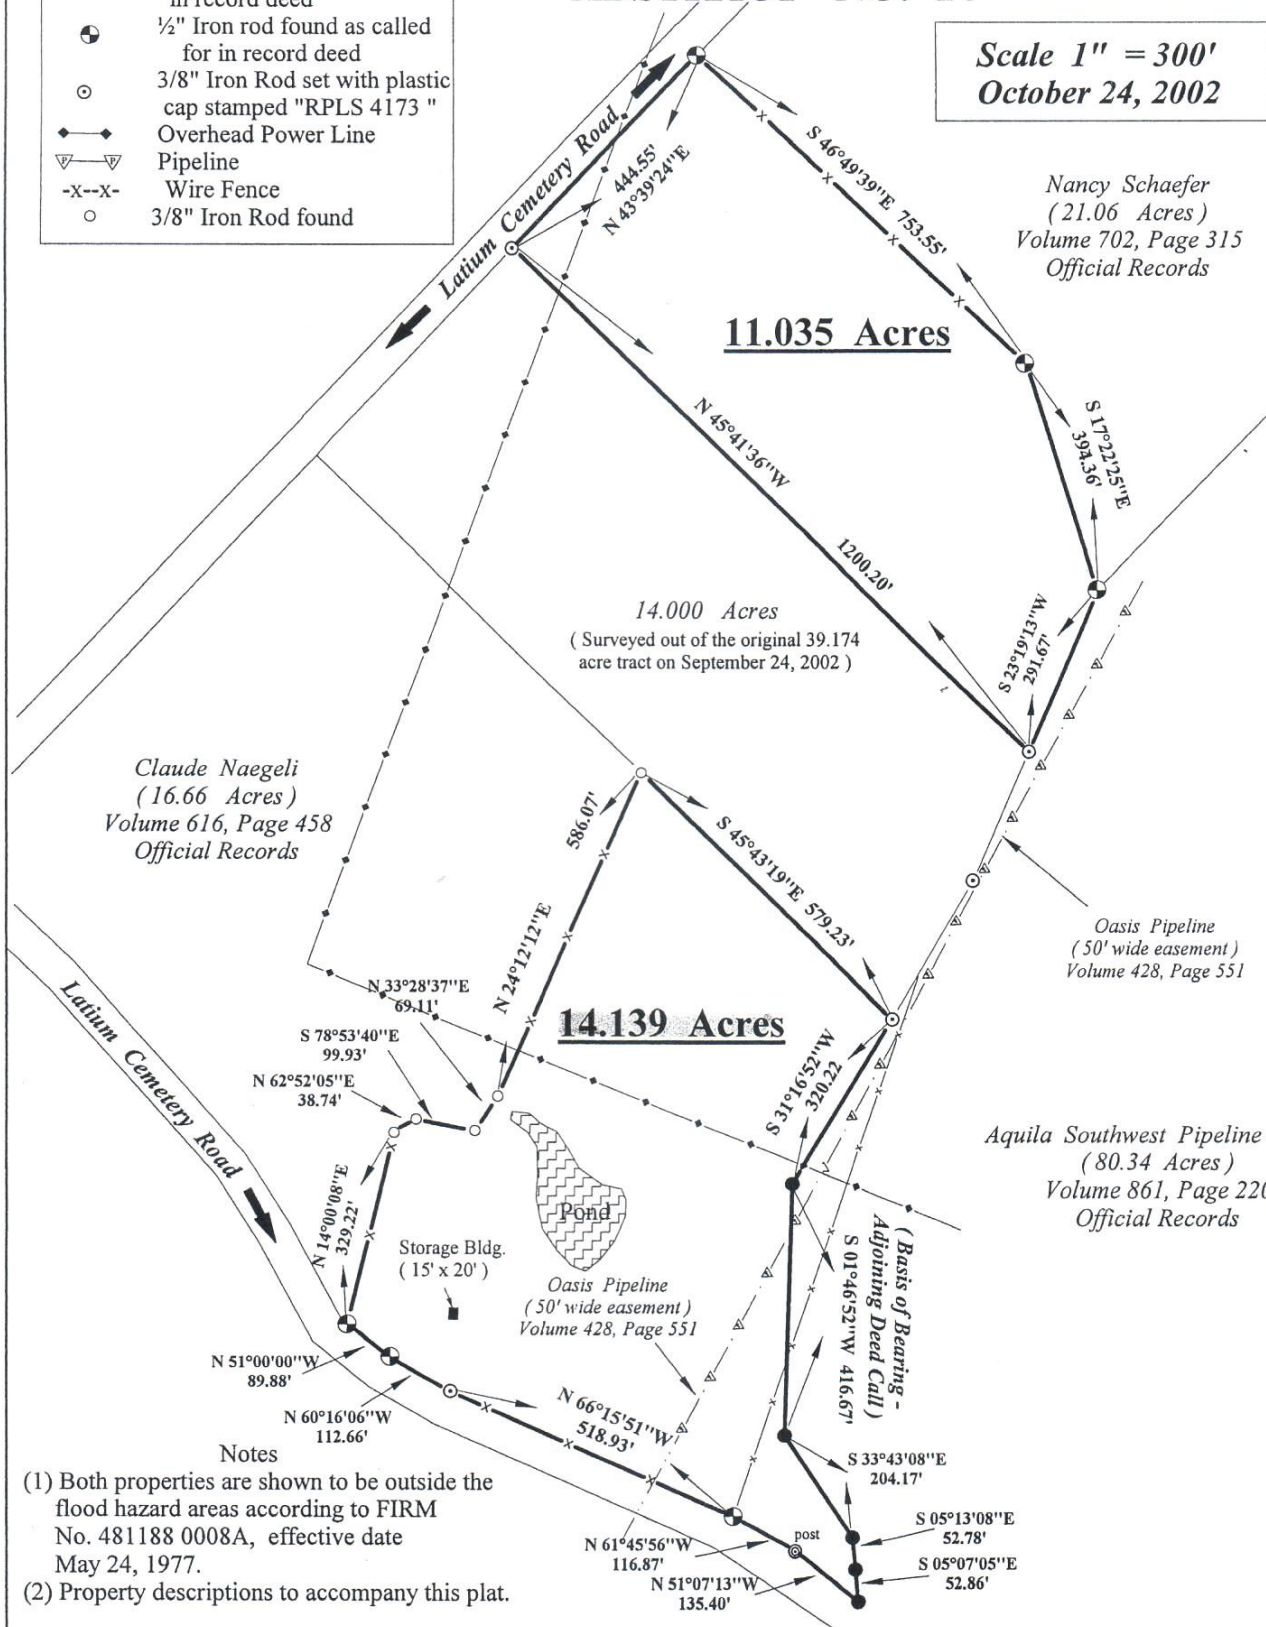 in record deed
½" Iron rod found as called
for in record deed
3/8" Iron Rod set with plastic
cap stamped "RPLS 4173 "
Overhead Power Line
P P Pipeline
-x--x- Wire Fence
3/8" Iron Rod found
Scale 1" = 300'
October 24, 2002
Latium Cemetery Road
444.55'
N 43°39'24"E
S 46°49'39"E 753.55'
Nancy Schaefer
( 21.06 Acres )
Volume 702, Page 315
Official Records
11.035 Acres
S 17°22'25"E
394.36'
N 45°41'36"W
1200.20'
14.000 Acres
( Surveyed out of the original 39.174
acre tract on September 24, 2002 )
S 23°19'13"W
291.67'
Claude Naegeli
( 16.66 Acres )
Volume 616, Page 458
Official Records
586.07'
N 24°12'12"E
S 45°43'19"E 579.23'
Oasis Pipeline
( 50' wide easement )
Volume 428, Page 551
Latium Cemetery Road
N 33°28'37"E
69.11'
14.139 Acres
S 78°53'40"E
99.93'
N 62°52'05"E
38.74'
S 31°16'52"W
320.22
Aquila Southwest Pipeline
( 80.34 Acres )
Volume 861, Page 220
Official Records
N 14°00'08"E
329.22'
Pond
Storage Bldg.
( 15' x 20' )
Oasis Pipeline
( 50' wide easement )
Volume 428, Page 551
( Basis of Bearing -
Adjoining Deed Call )
S 01°46'52"W 416.67'
N 51°00'00"W
89.88'
N 60°16'06"W
112.66'
N 66°15'51"W
518.93'
S 33°43'08"E
204.17'
S 05°13'08"E
52.78'
S 05°07'05"E
52.86'
post
N 61°45'56"W
116.87'
N 51°07'13"W
135.40'
Notes
(1) Both properties are shown to be outside the
flood hazard areas according to FIRM
No. 481188 0008A, effective date
May 24, 1977.
(2) Property descriptions to accompany this plat.